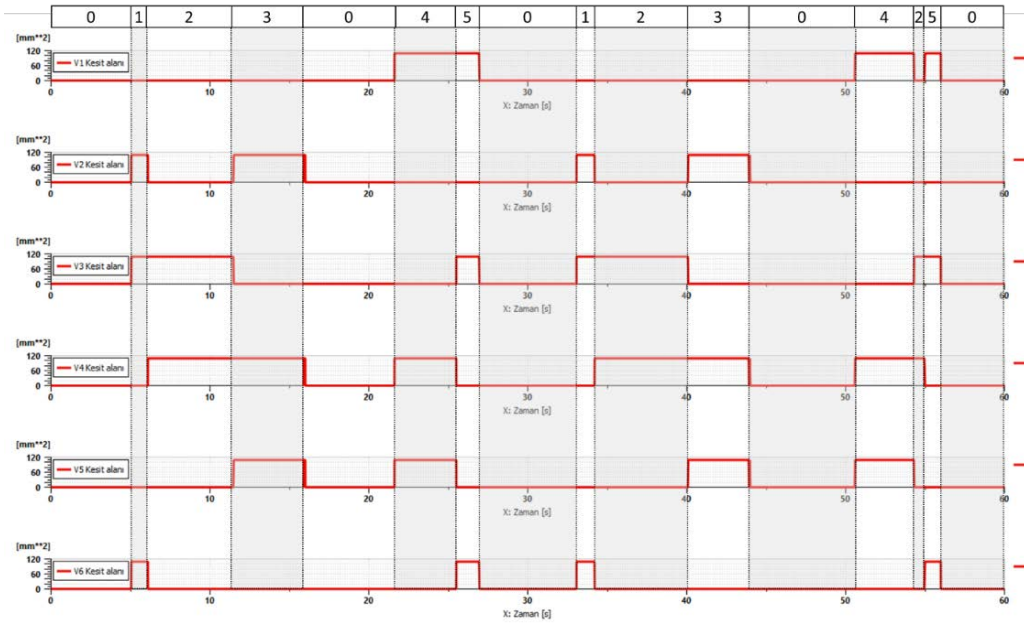 0 1 2 3 0 4 5 0 1 2 3 0 4 2 5 0
[mm**2]
120
60
0
V1 Kesit alanı
0 10 20 30 40 50 60
X: Zaman [s]
[mm**2]
120
60
0
V2 Kesit alanı
0 10 20 30 40 50 60
X: Zaman [s]
[mm**2]
120
60
0
V3 Kesit alanı
0 10 20 30 40 50 60
X: Zaman [s]
[mm**2]
120
60
0
V4 Kesit alanı
0 10 20 30 40 50 60
X: Zaman [s]
[mm**2]
120
60
0
V5 Kesit alanı
0 10 20 30 40 50 60
X: Zaman [s]
[mm**2]
120
60
0
V6 Kesit alanı
0 10 20 30 40 50 60
X: Zaman [s]